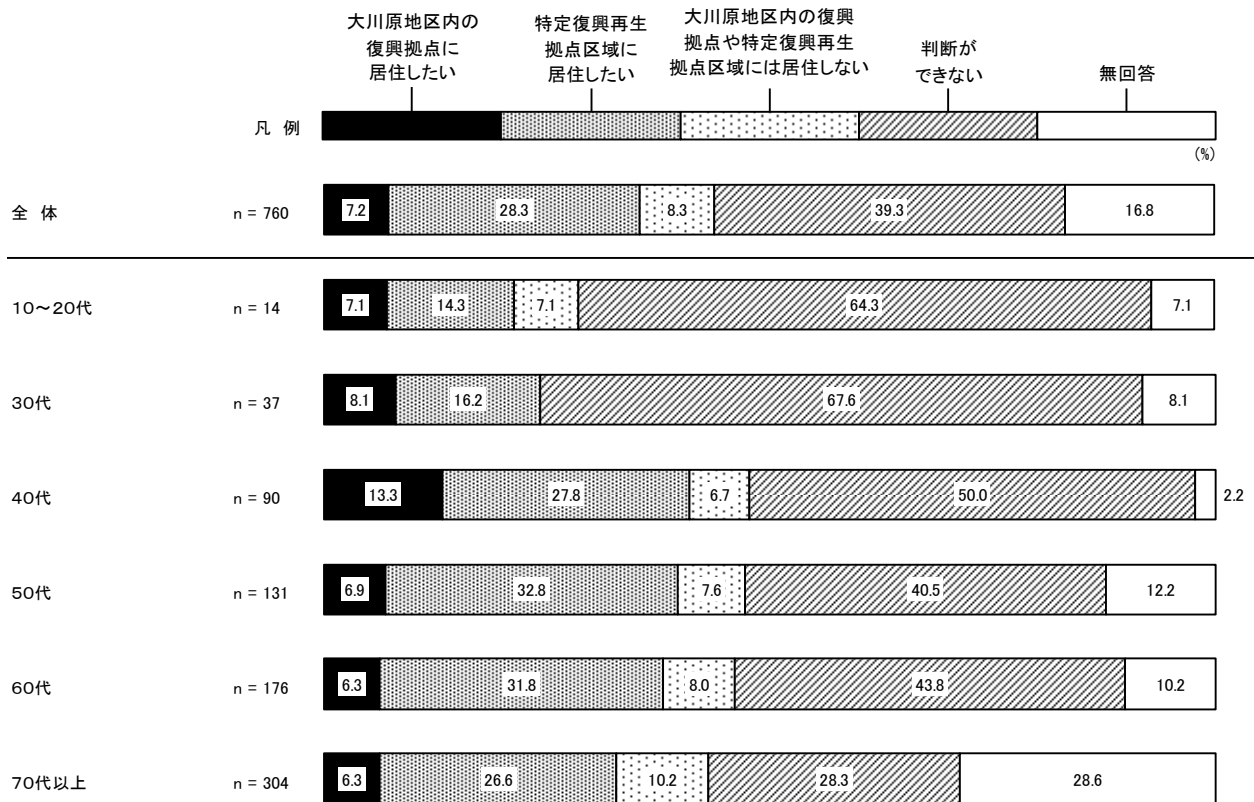 大川原地区内の
復興拠点に
居住したい
特定復興再生
拠点区域に
居住したい
大川原地区内の復興
拠点や特定復興再生
拠点区域には居住しない
判断が
できない
無回答
凡 例
(%)
全 体 n = 760 7.2 28.3 8.3 39.3 16.8
10～20代 n = 14 7.1 14.3 7.1 64.3 7.1
30代 n = 37 8.1 16.2 67.6 8.1
40代 n = 90 13.3 27.8 6.7 50.0 2.2
50代 n = 131 6.9 32.8 7.6 40.5 12.2
60代 n = 176 6.3 31.8 8.0 43.8 10.2
70代以上 n = 304 6.3 26.6 10.2 28.3 28.6